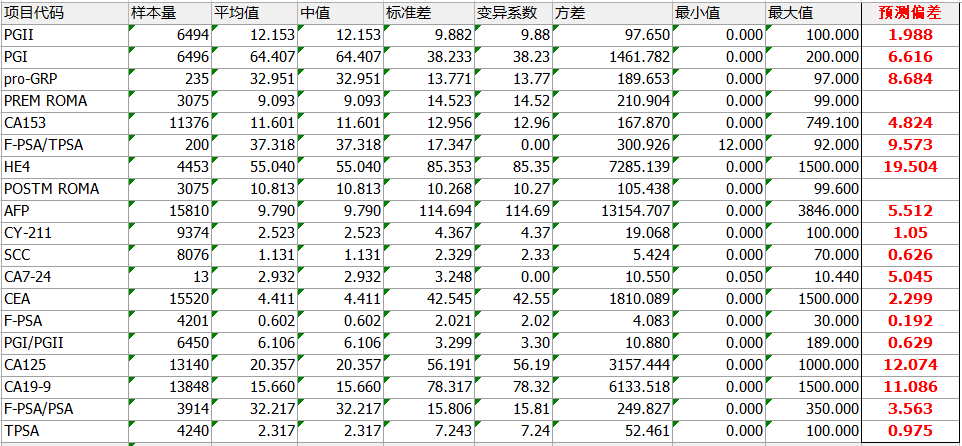 项目代码 样本量 平均值 中值 标准差 变异系数 方差 最小值 最大值 预测偏差
PGII 6494 12.153 12.153 9.882 9.88 97.650 0.000 100.000 1.988
PGI 6496 64.407 64.407 38.233 38.23 1461.782 0.000 200.000 6.616
pro-GRP 235 32.951 32.951 13.771 13.77 189.653 0.000 97.000 8.684
PREM ROMA 3075 9.093 9.093 14.523 14.52 210.904 0.000 99.000
CA153 11376 11.601 11.601 12.956 12.96 167.870 0.000 749.100 4.824
F-PSA/TPSA 200 37.318 37.318 17.347 0.00 300.926 12.000 92.000 9.573
HE4 4453 55.040 55.040 85.353 85.35 7285.139 0.000 1500.000 19.504
POSTM ROMA 3075 10.813 10.813 10.268 10.27 105.438 0.000 99.600
AFP 15810 9.790 9.790 114.694 114.69 13154.707 0.000 3846.000 5.512
CY-211 9374 2.523 2.523 4.367 4.37 19.068 0.000 100.000 1.05
SCC 8076 1.131 1.131 2.329 2.33 5.424 0.000 70.000 0.626
CA7-24 13 2.932 2.932 3.248 0.00 10.550 0.050 10.440 5.045
CEA 15520 4.411 4.411 42.545 42.55 1810.089 0.000 1500.000 2.299
F-PSA 4201 0.602 0.602 2.021 2.02 4.083 0.000 30.000 0.192
PGI/PGII 6450 6.106 6.106 3.299 3.30 10.880 0.000 189.000 0.629
CA125 13140 20.357 20.357 56.191 56.19 3157.444 0.000 1000.000 12.074
CA19-9 13848 15.660 15.660 78.317 78.32 6133.518 0.000 1500.000 11.086
F-PSA/PSA 3914 32.217 32.217 15.806 15.81 249.827 0.000 350.000 3.563
TPSA 4240 2.317 2.317 7.243 7.24 52.461 0.000 100.000 0.975